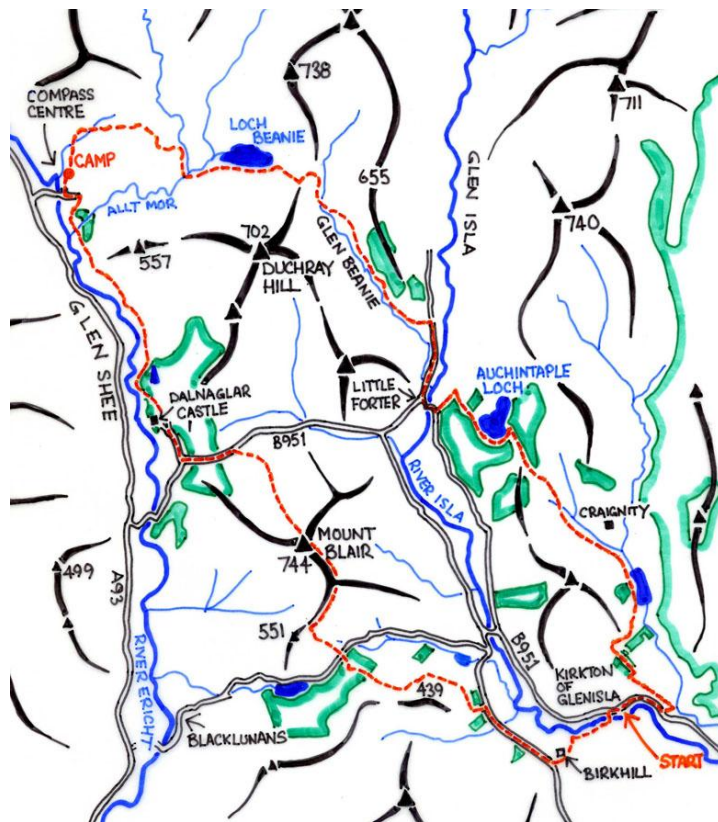 738
711
COMPASS
CENTRE
LOCH
BEANIE
CAMP
GLEN ISLA
655
ALLT MOR
GLEN BEANIE
740
702
557
DUCHRAY
HILL
GLEN SHEE
AUCHINTAPLE
LOCH
LITTLE
FORTER
DALNAGLAR
CASTLE
B951
RIVER ISLA
CRAIGNITY
MOUNT
BLAIR
744
499
A93
551
B951
RIVER ERICHT
KIRKTON
OF
GLENISLA
439
BLACKLUNANS
START
BIRKHILL